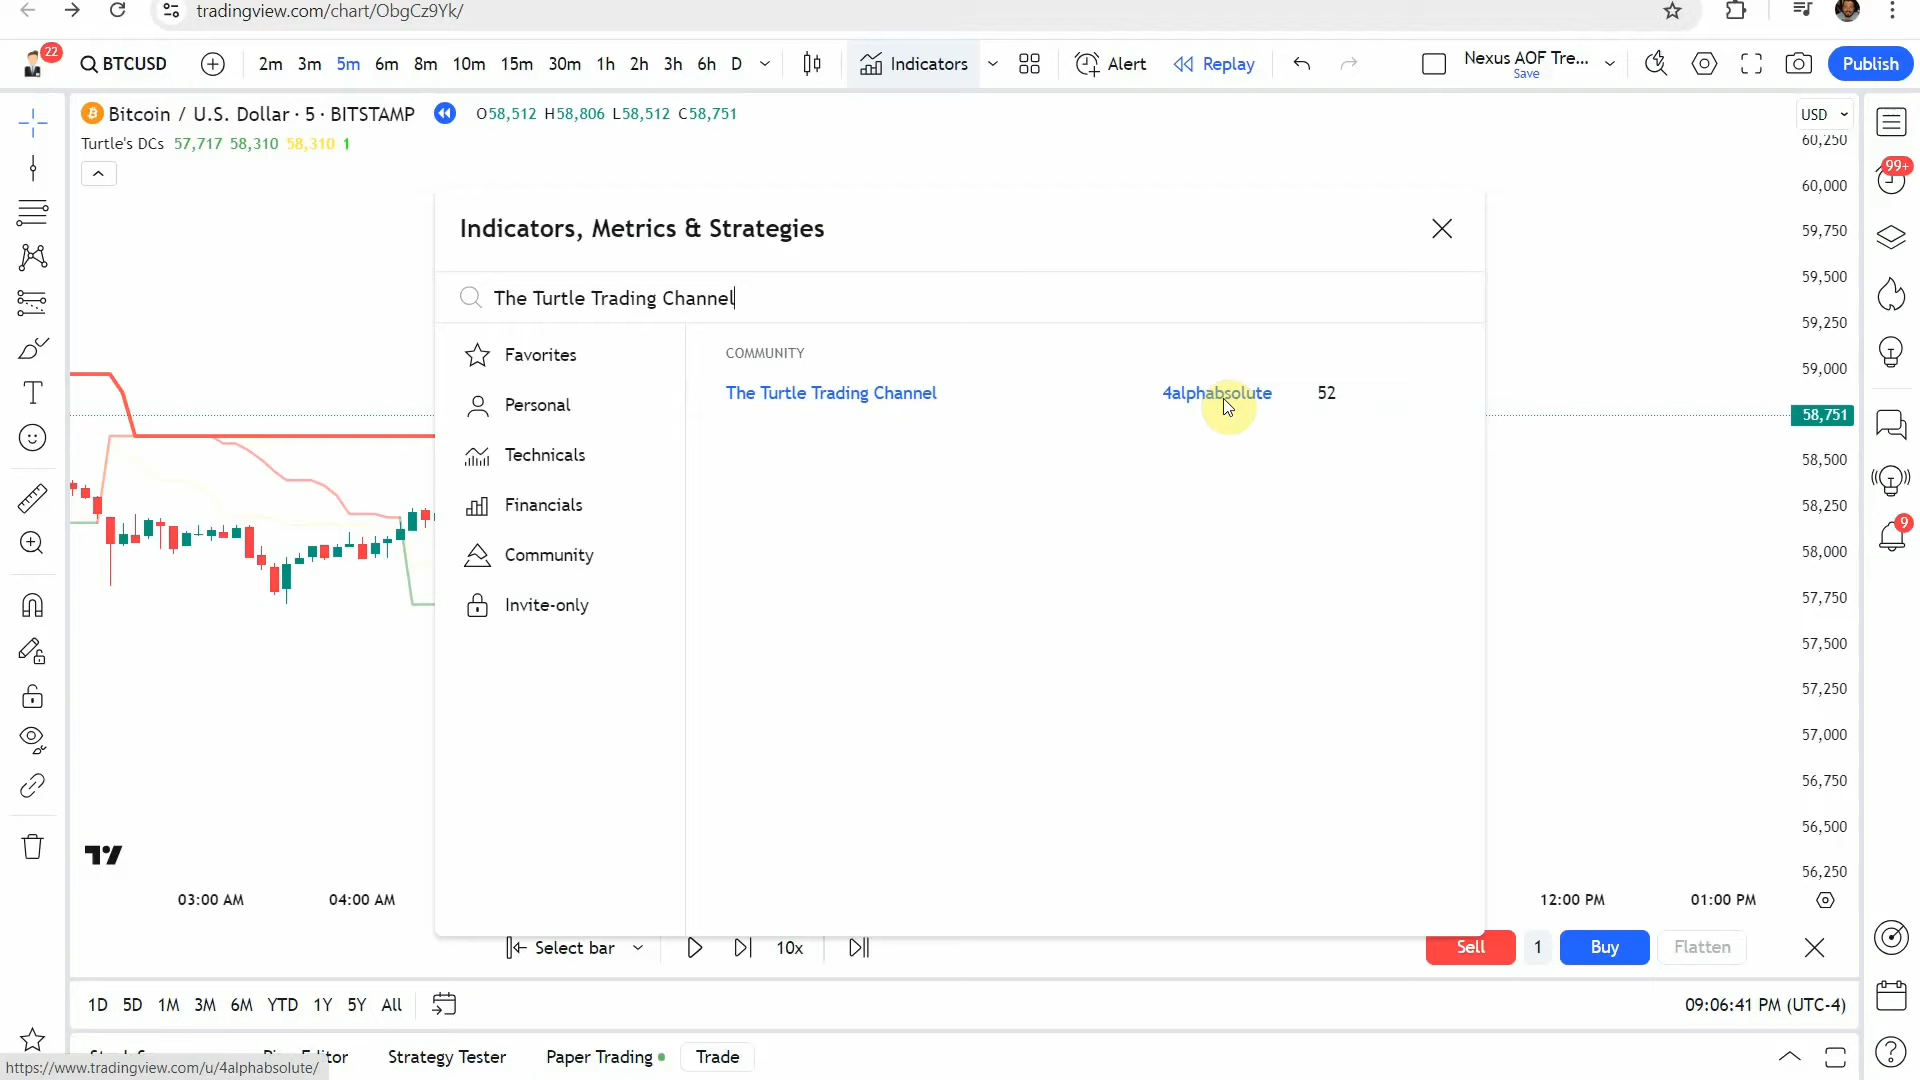 tradingview.com/chart/ObgCz9Yk/
22
BTCUSD
2m 3m 5m 6m 8m 10m 15m 30m 1h 2h 3h 6h D
Indicators
Alert
Replay
Nexus AOF Tre...
Save
Publish
Bitcoin / U.S. Dollar · 5 · BITSTAMP
O58,512 H58,806 L58,512 C58,751
Turtle's DCs 57,717 58,310 58,310 1
USD
60,250
60,000
59,750
59,500
59,250
59,000
58,751
58,500
58,250
58,000
57,750
57,500
57,250
57,000
56,750
56,500
56,250
99+
9
Indicators, Metrics & Strategies
The Turtle Trading Channel
Favorites
Personal
Technicals
Financials
Community
Invite-only
COMMUNITY
The Turtle Trading Channel 4alphabsolute 52
03:00 AM 04:00 AM 12:00 PM 01:00 PM
Select bar 10x
Sell 1 Buy Flatten
1D 5D 1M 3M 6M YTD 1Y 5Y All
09:06:41 PM (UTC-4)
Strategy Tester Paper Trading Trade
https://www.tradingview.com/u/4alphabsolute/